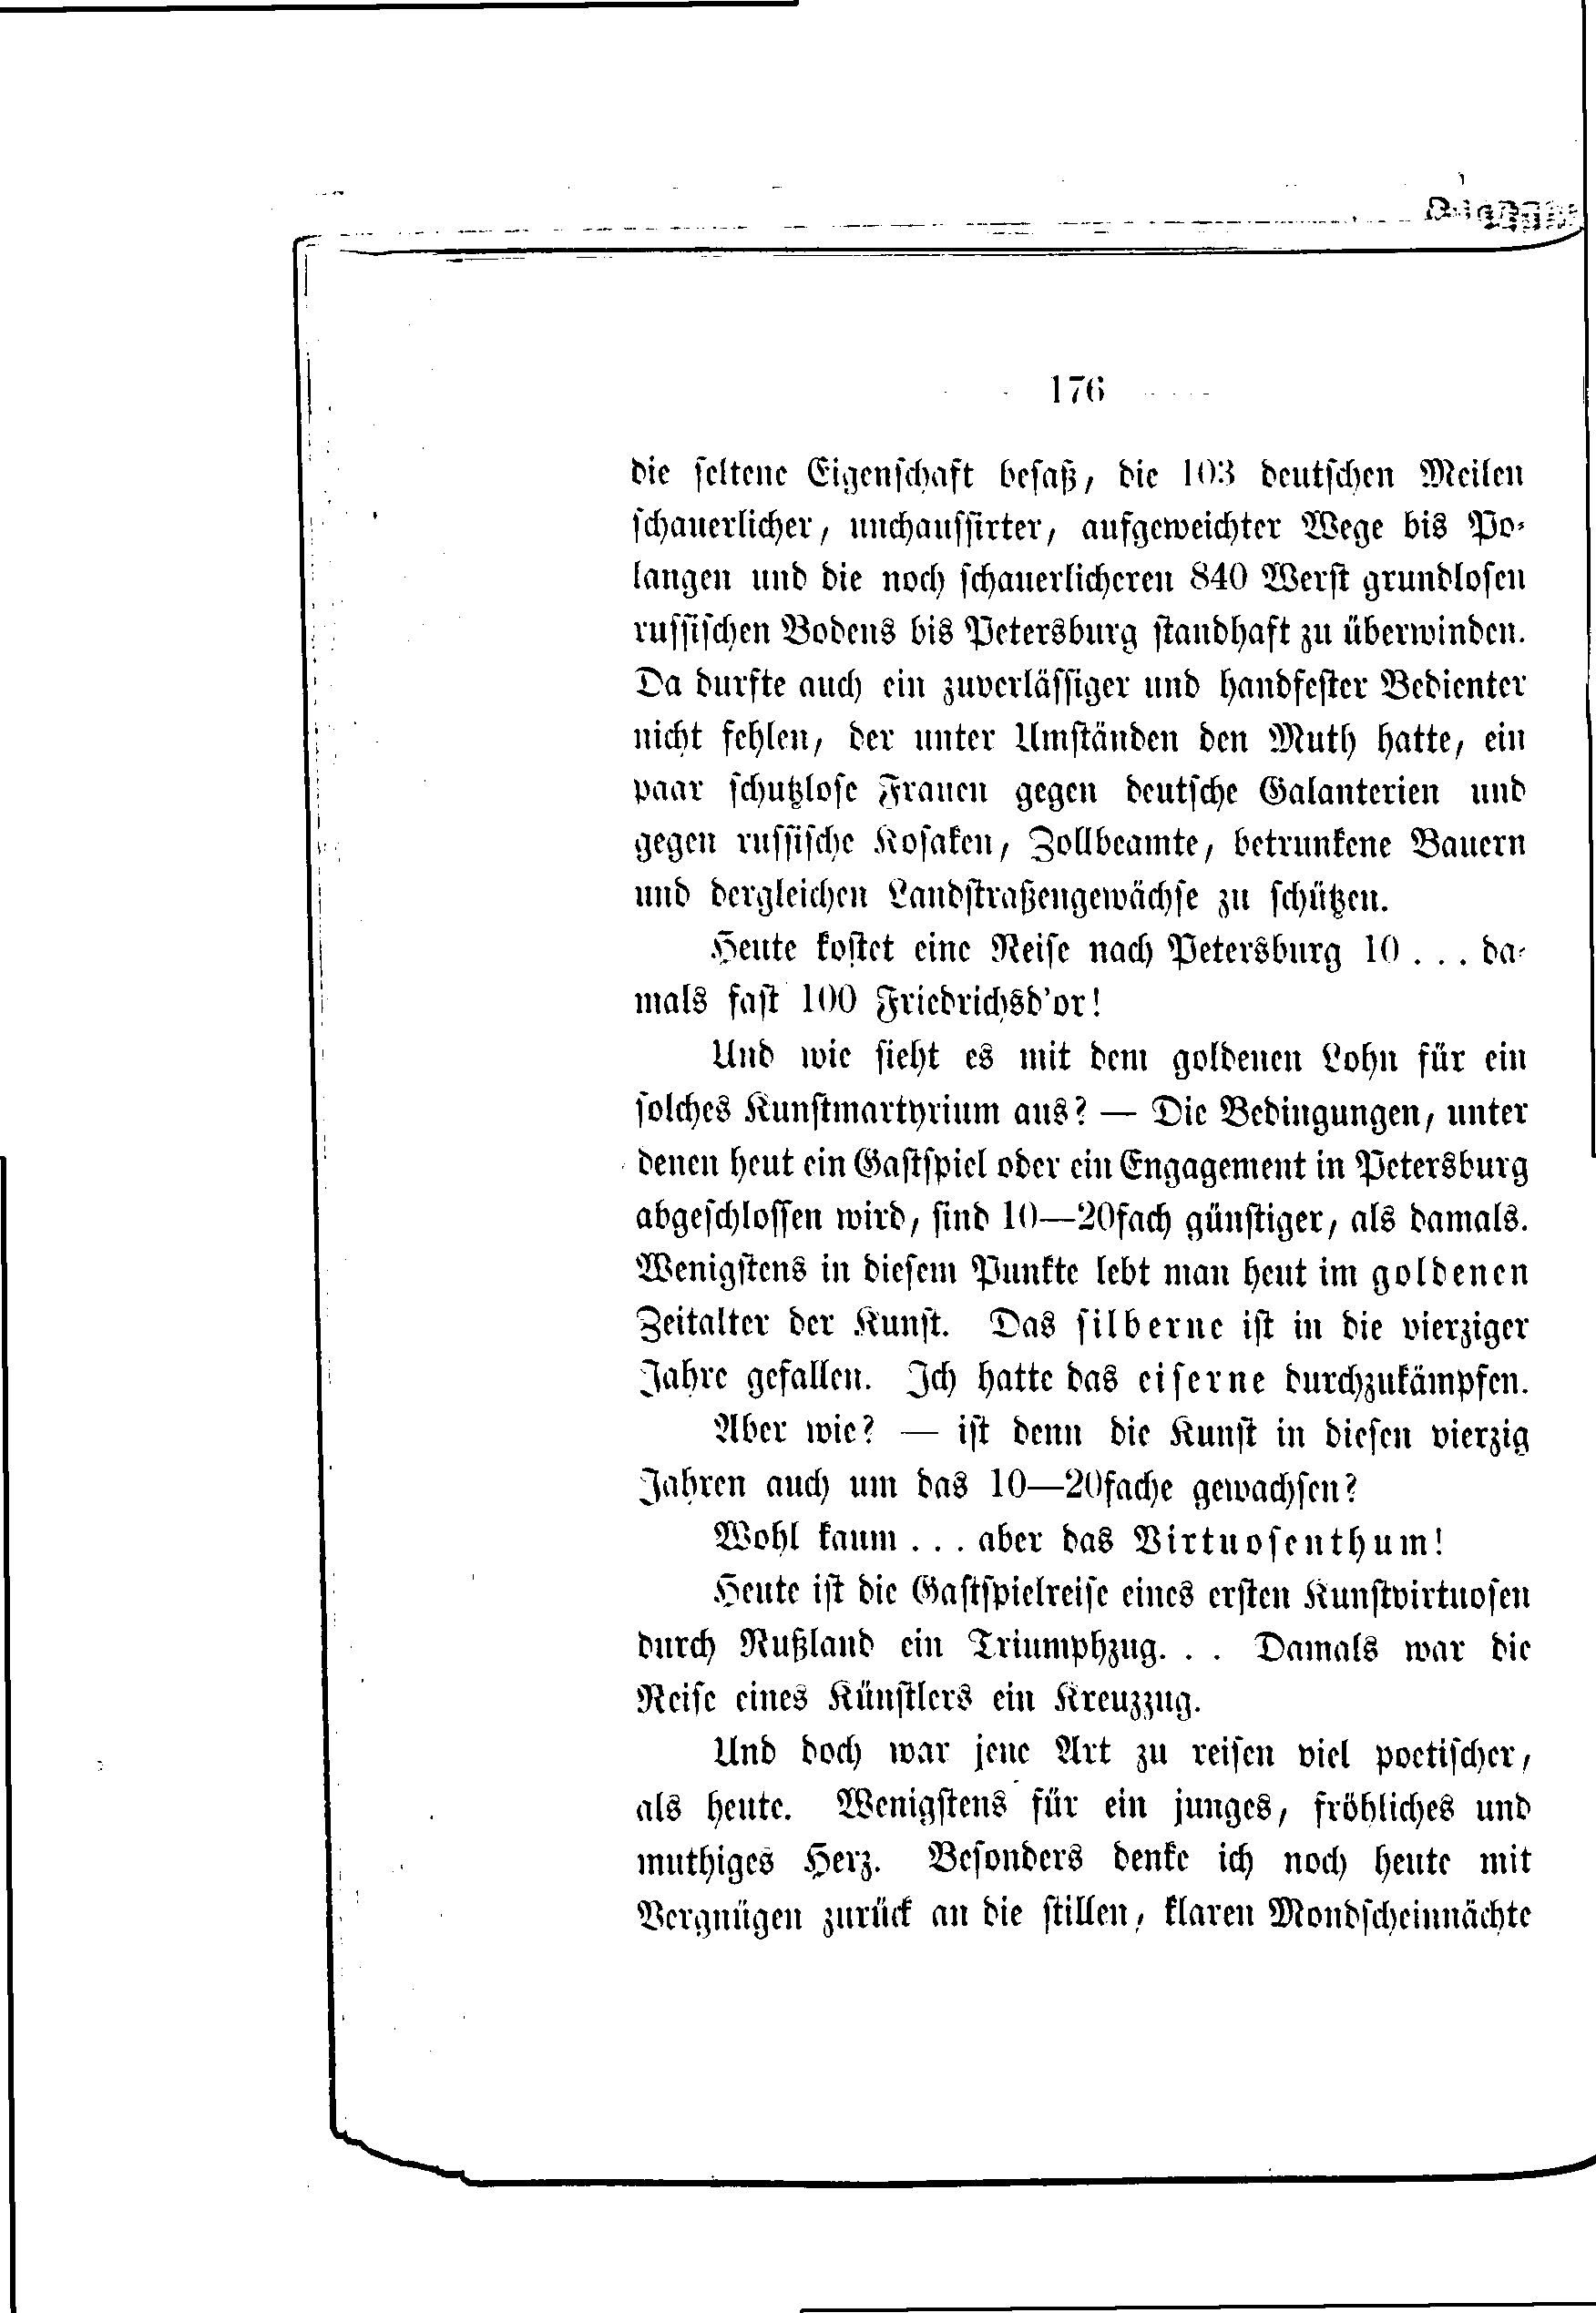 176
die seltene Eigenschaft besaß, die 103 deutschen Meilen
schauerlicher, unchaussirter, aufgeweichter Wege bis Po-
langen und die noch schauerlicheren 840 Werst grundlosen
russischen Bodens bis Petersburg standhaft zu überwinden.
Da durfte auch ein zuverlässiger und handfester Bedienter
nicht fehlen, der unter Umständen den Muth hatte, ein
paar schutzlose Frauen gegen deutsche Galanterien und
gegen russische Kosaken, Zollbeamte, betrunkene Bauern
und dergleichen Landstraßengewächse zu schützen.
Heute kostet eine Reise nach Petersburg 10 . . . da-
mals fast 100 Friedrichsd'or!
Und wie sieht es mit dem goldenen Lohn für ein
solches Kunstmartyrium aus? — Die Bedingungen, unter
denen heut ein Gastspiel oder ein Engagement in Petersburg
abgeschlossen wird, sind 10—20fach günstiger, als damals.
Wenigstens in diesem Punkte lebt man heut im goldenen
Zeitalter der Kunst. Das silberne ist in die vierziger
Jahre gefallen. Ich hatte das eiserne durchzukämpfen.
Aber wie? — ist denn die Kunst in diesen vierzig
Jahren auch um das 10—20fache gewachsen?
Wohl kaum . . . aber das Virtuosenthum!
Heute ist die Gastspielreise eines ersten Kunstvirtuosen
durch Rußland ein Triumphzug. . . Damals war die
Reise eines Künstlers ein Kreuzzug.
Und doch war jene Art zu reisen viel poetischer,
als heute. Wenigstens für ein junges, fröhliches und
muthiges Herz. Besonders denke ich noch heute mit
Vergnügen zurück an die stillen, klaren Mondscheinnächte